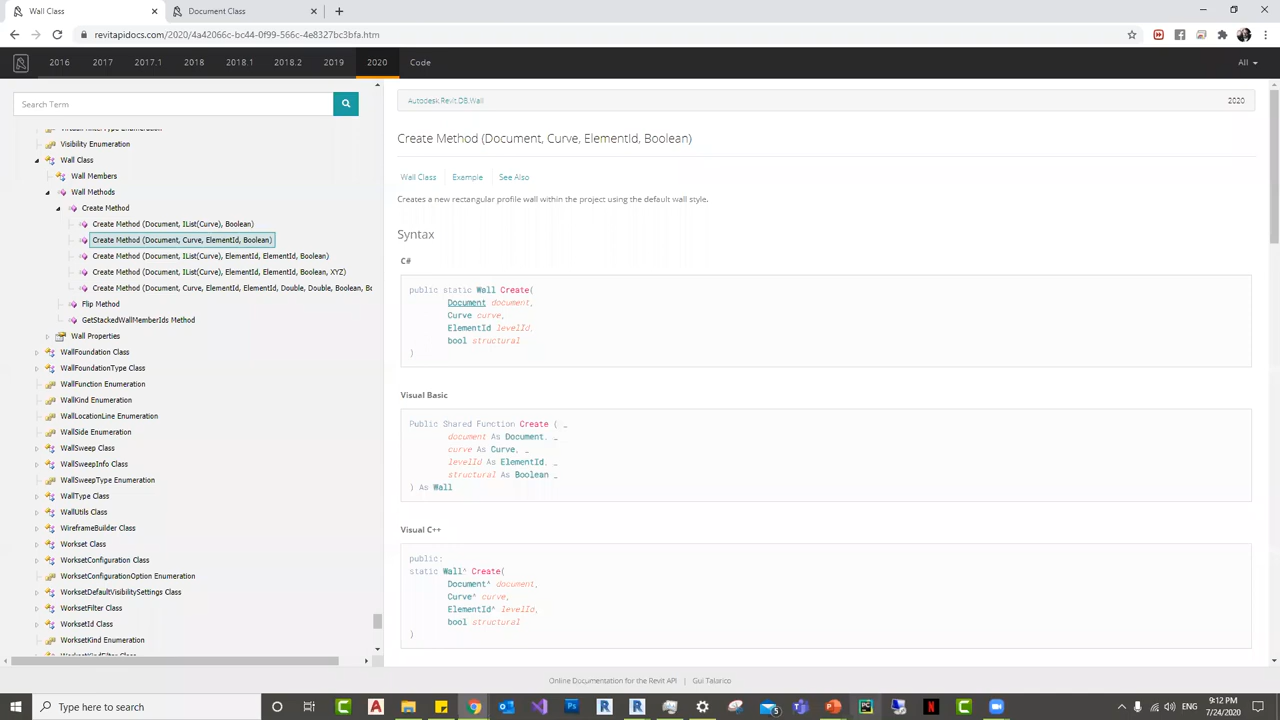 Wall Class
Document Class
revitapidocs.com/2020/4a42066c-bc44-0f99-566c-4e8327bc3bfa.htm
2016 2017 2017.1 2018 2018.1 2018.2 2019 2020 Code All
Search Term
Visibility Enumeration
Wall Class
Wall Members
Wall Methods
Create Method
Create Method (Document, IList(Curve), Boolean)
Create Method (Document, Curve, ElementId, Boolean)
Create Method (Document, IList(Curve), ElementId, ElementId, Boolean)
Create Method (Document, IList(Curve), ElementId, ElementId, Boolean, XYZ)
Create Method (Document, Curve, ElementId, ElementId, Double, Double, Boolean, Bo
Flip Method
GetStackedWallMemberIds Method
Wall Properties
WallFoundation Class
WallFoundationType Class
WallFunction Enumeration
WallKind Enumeration
WallLocationLine Enumeration
WallSide Enumeration
WallSweep Class
WallSweepInfo Class
WallSweepType Enumeration
WallType Class
WallUtils Class
WireframeBuilder Class
Workset Class
WorksetConfiguration Class
WorksetConfigurationOption Enumeration
WorksetDefaultVisibilitySettings Class
WorksetFilter Class
WorksetId Class
WorksetKind Enumeration
Autodesk.Revit.DB.Wall 2020
Create Method (Document, Curve, ElementId, Boolean)
Wall Class Example See Also
Creates a new rectangular profile wall within the project using the default wall style.
Syntax
C#
public static Wall Create(
Document document,
Curve curve,
ElementId levelId,
bool structural
)
Visual Basic
Public Shared Function Create ( _
document As Document, _
curve As Curve, _
levelId As ElementId, _
structural As Boolean _
) As Wall
Visual C++
public:
static Wall^ Create(
Document^ document,
Curve^ curve,
ElementId^ levelId,
bool structural
)
Online Documentation for the Revit API | Gui Talarico
Type here to search
9:12 PM
7/24/2020